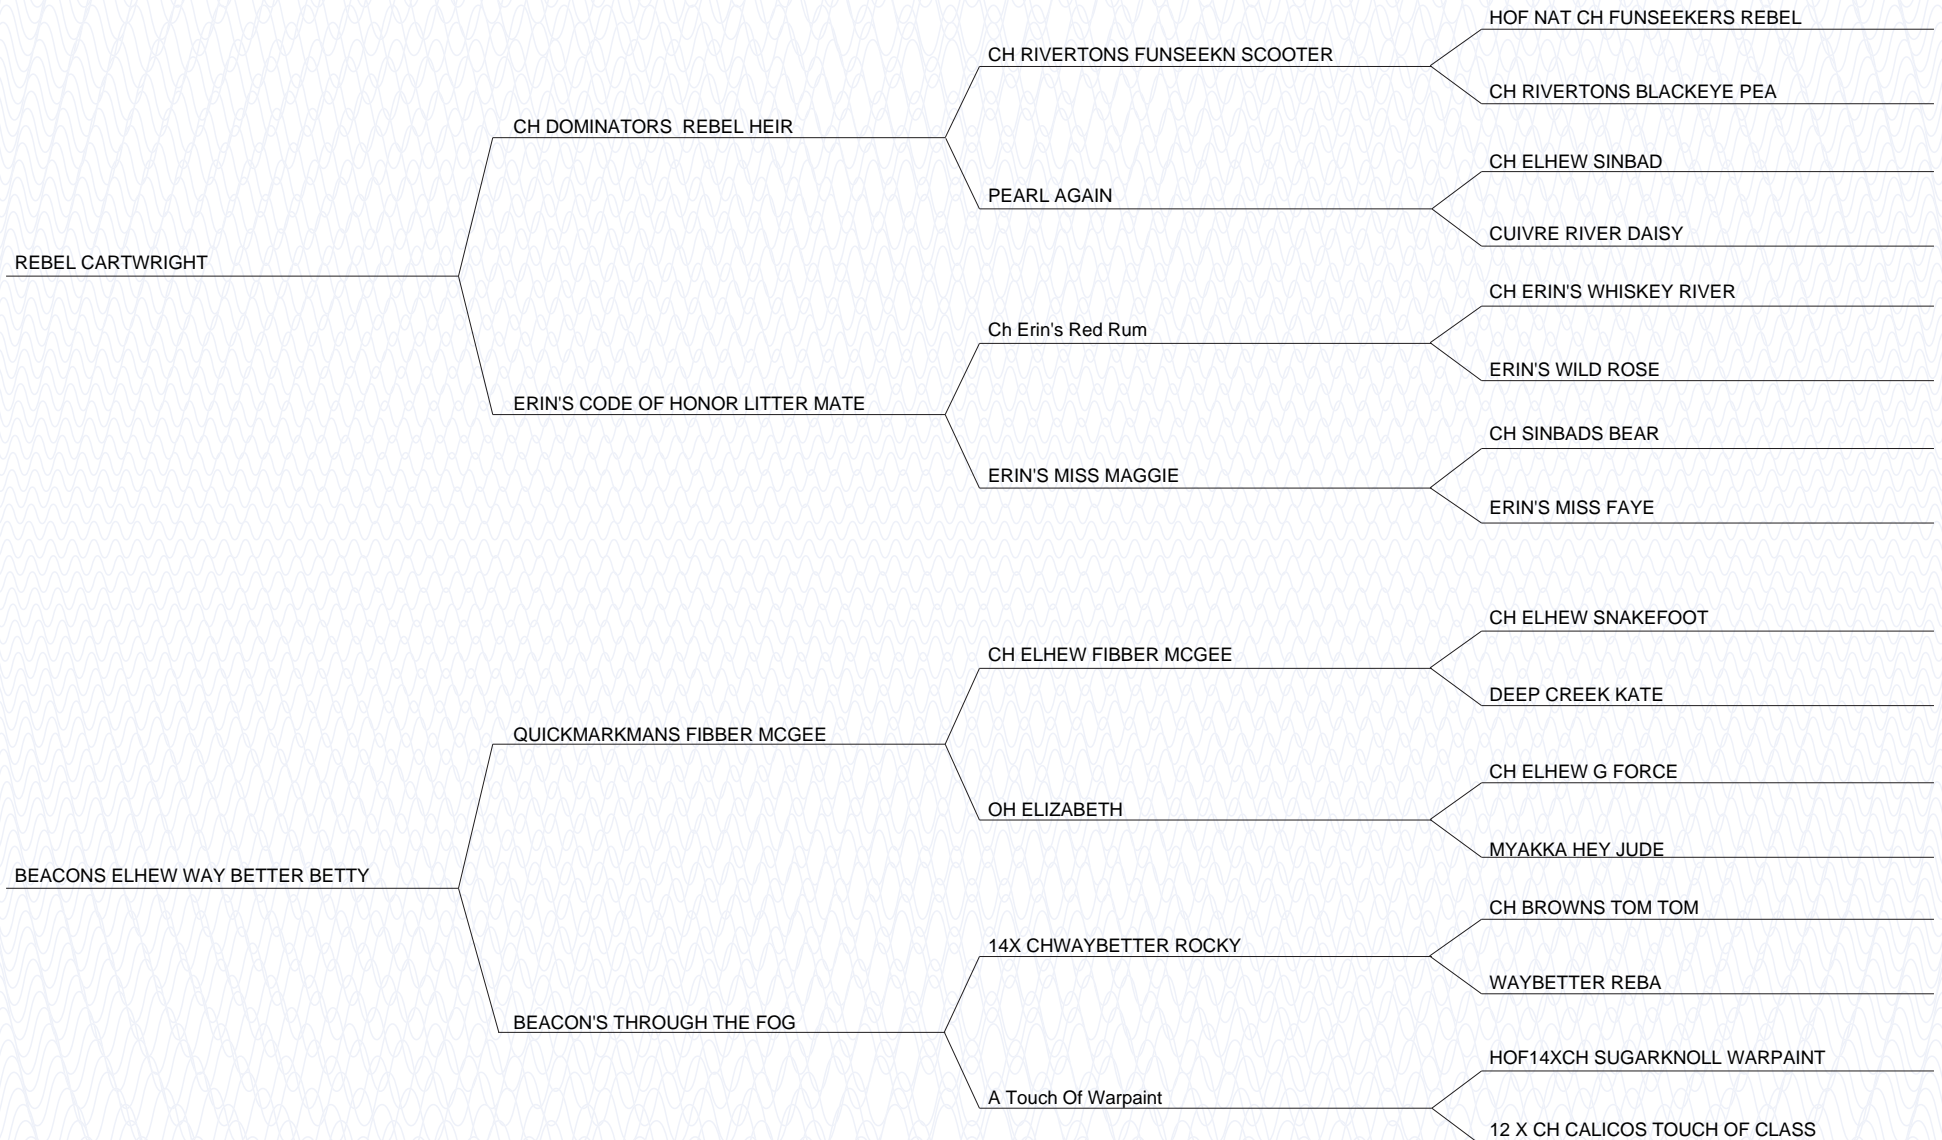 HOF NAT CH FUNSEEKERS REBEL
CH RIVERTONS FUNSEEKN SCOOTER
CH RIVERTONS BLACKEYE PEA
CH DOMINATORS  REBEL HEIR
CH ELHEW SINBAD
PEARL AGAIN
CUIVRE RIVER DAISY
REBEL CARTWRIGHT
CH ERIN'S WHISKEY RIVER
Ch Erin's Red Rum
ERIN'S WILD ROSE
ERIN'S CODE OF HONOR LITTER MATE
CH SINBADS BEAR
ERIN'S MISS MAGGIE
ERIN'S MISS FAYE
CH ELHEW SNAKEFOOT
CH ELHEW FIBBER MCGEE
DEEP CREEK KATE
QUICKMARKMANS FIBBER MCGEE
CH ELHEW G FORCE
OH ELIZABETH
MYAKKA HEY JUDE
BEACONS ELHEW WAY BETTER BETTY
CH BROWNS TOM TOM
14X CHWAYBETTER ROCKY
WAYBETTER REBA
BEACON'S THROUGH THE FOG
HOF14XCH SUGARKNOLL WARPAINT
A Touch Of Warpaint
12 X CH CALICOS TOUCH OF CLASS